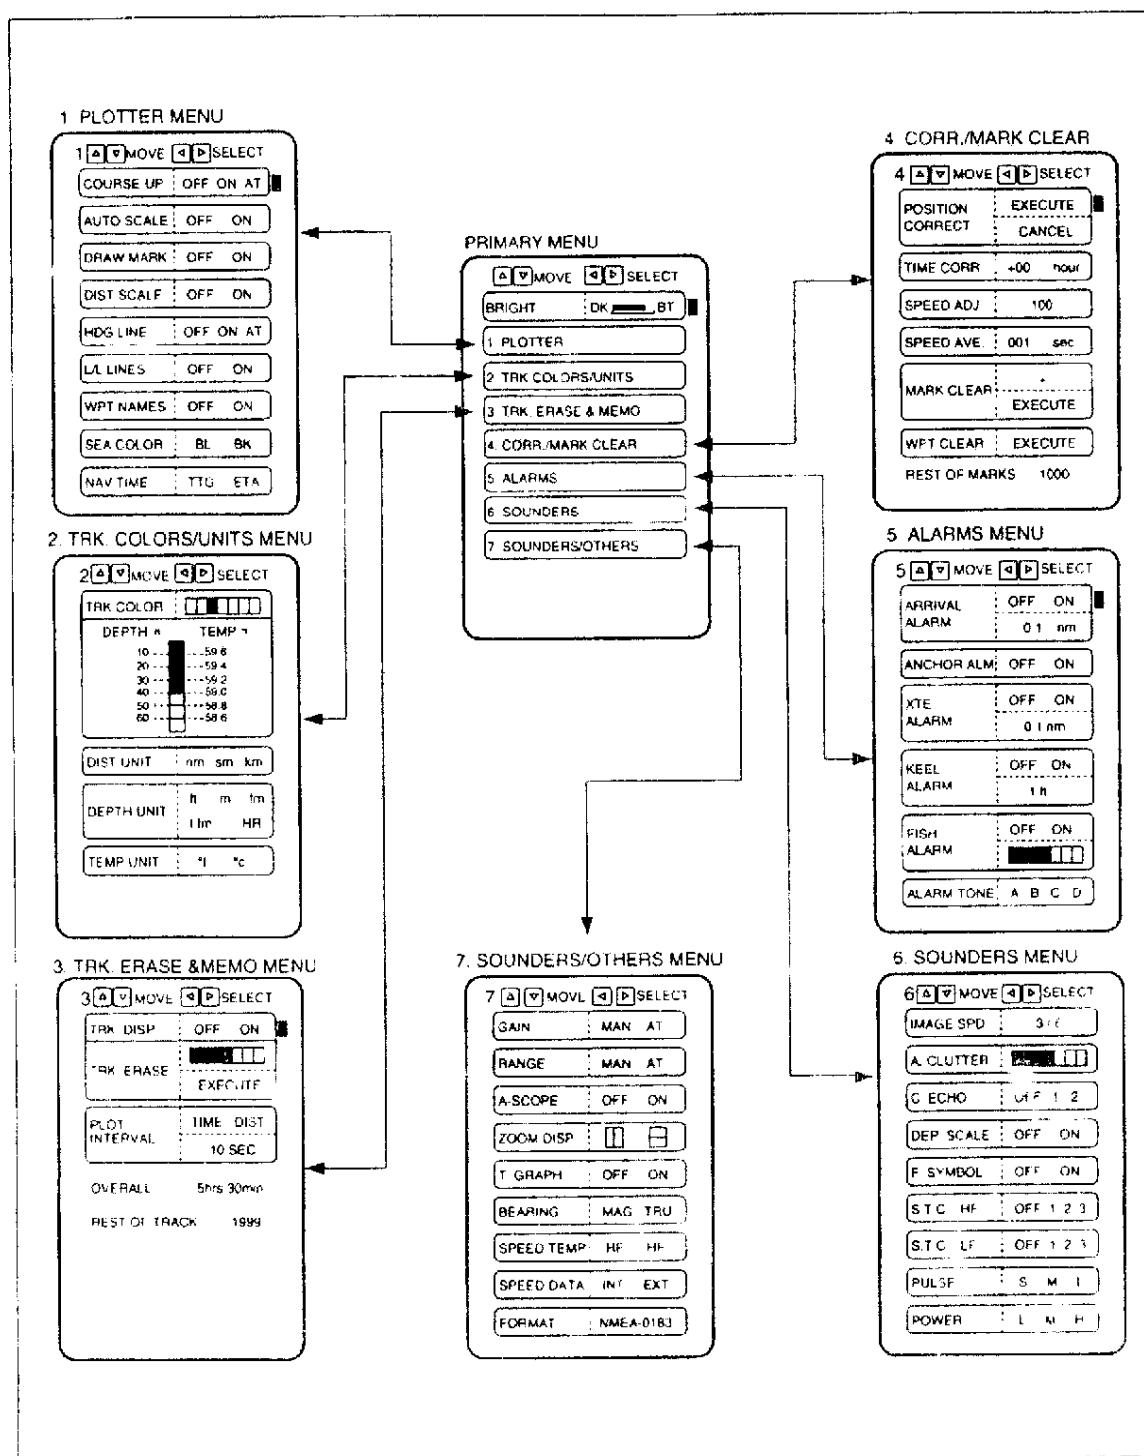 1 PLOTTER MENU
1 MOVE SELECT
COURSE UP OFF ON AT
AUTO SCALE OFF ON
DRAW MARK OFF ON
DIST SCALE OFF ON
HDG LINE OFF ON AT
L/L LINES OFF ON
WPT NAMES OFF ON
SEA COLOR BL BK
NAV TIME TTG ETA
2. TRK. COLORS/UNITS MENU
2 MOVE SELECT
TRK COLOR
DEPTH TEMP
10 59.6
20 59.4
30 59.2
40 59.0
50 58.8
60 58.6
DIST UNIT nm sm km
DEPTH UNIT m fm
HR
TEMP UNIT °c
3. TRK. ERASE &MEMO MENU
3 MOVE SELECT
TRK DISP OFF ON
TRK ERASE
EXECUTE
PLOT INTERVAL TIME DIST
10 SEC
OVERALL 5hrs 30min
REST OF TRACK 1999
PRIMARY MENU
MOVE SELECT
BRIGHT DK BT
1 PLOTTER
2 TRK COLORS/UNITS
3 TRK. ERASE & MEMO
4. CORR./MARK CLEAR
5 ALARMS
6 SOUNDERS
7 SOUNDERS/OTHERS
7. SOUNDERS/OTHERS MENU
7 MOVE SELECT
GAIN MAN AT
RANGE MAN AT
A-SCOPE OFF ON
ZOOM DISP
T GRAPH OFF ON
BEARING MAG TRU
SPEED TEMP HF HF
SPEED DATA INT EXT
FORMAT NMEA-0183
4 CORR./MARK CLEAR
4 MOVE SELECT
POSITION CORRECT EXECUTE
CANCEL
TIME CORR +00 hour
SPEED ADJ 100
SPEED AVE. 001 sec
MARK CLEAR
EXECUTE
WPT CLEAR EXECUTE
REST OF MARKS 1000
5 ALARMS MENU
5 MOVE SELECT
ARRIVAL ALARM OFF ON
0.1 nm
ANCHOR ALM OFF ON
XTE ALARM OFF ON
0.1 nm
KEEL ALARM OFF ON
1 ft
FISH ALARM OFF ON
ALARM TONE A B C D
6. SOUNDERS MENU
6 MOVE SELECT
IMAGE SPD
A. CLUTTER
C ECHO OFF 1 2
DEP SCALE OFF ON
F SYMBOL OFF ON
S.T.C HF OFF 1 2 3
S.T.C LF OFF 1 2 3
PULSE S M L
POWER L M H